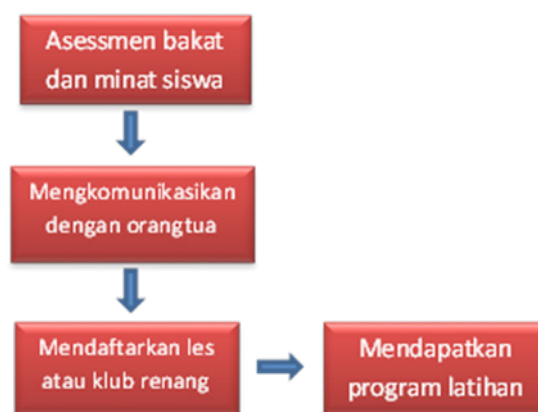 Asessmen bakat
dan minat siswa
Mengkomunikasikan
dengan orangtua
Mendaftarkan les
atau klub renang
Mendapatkan
program latihan